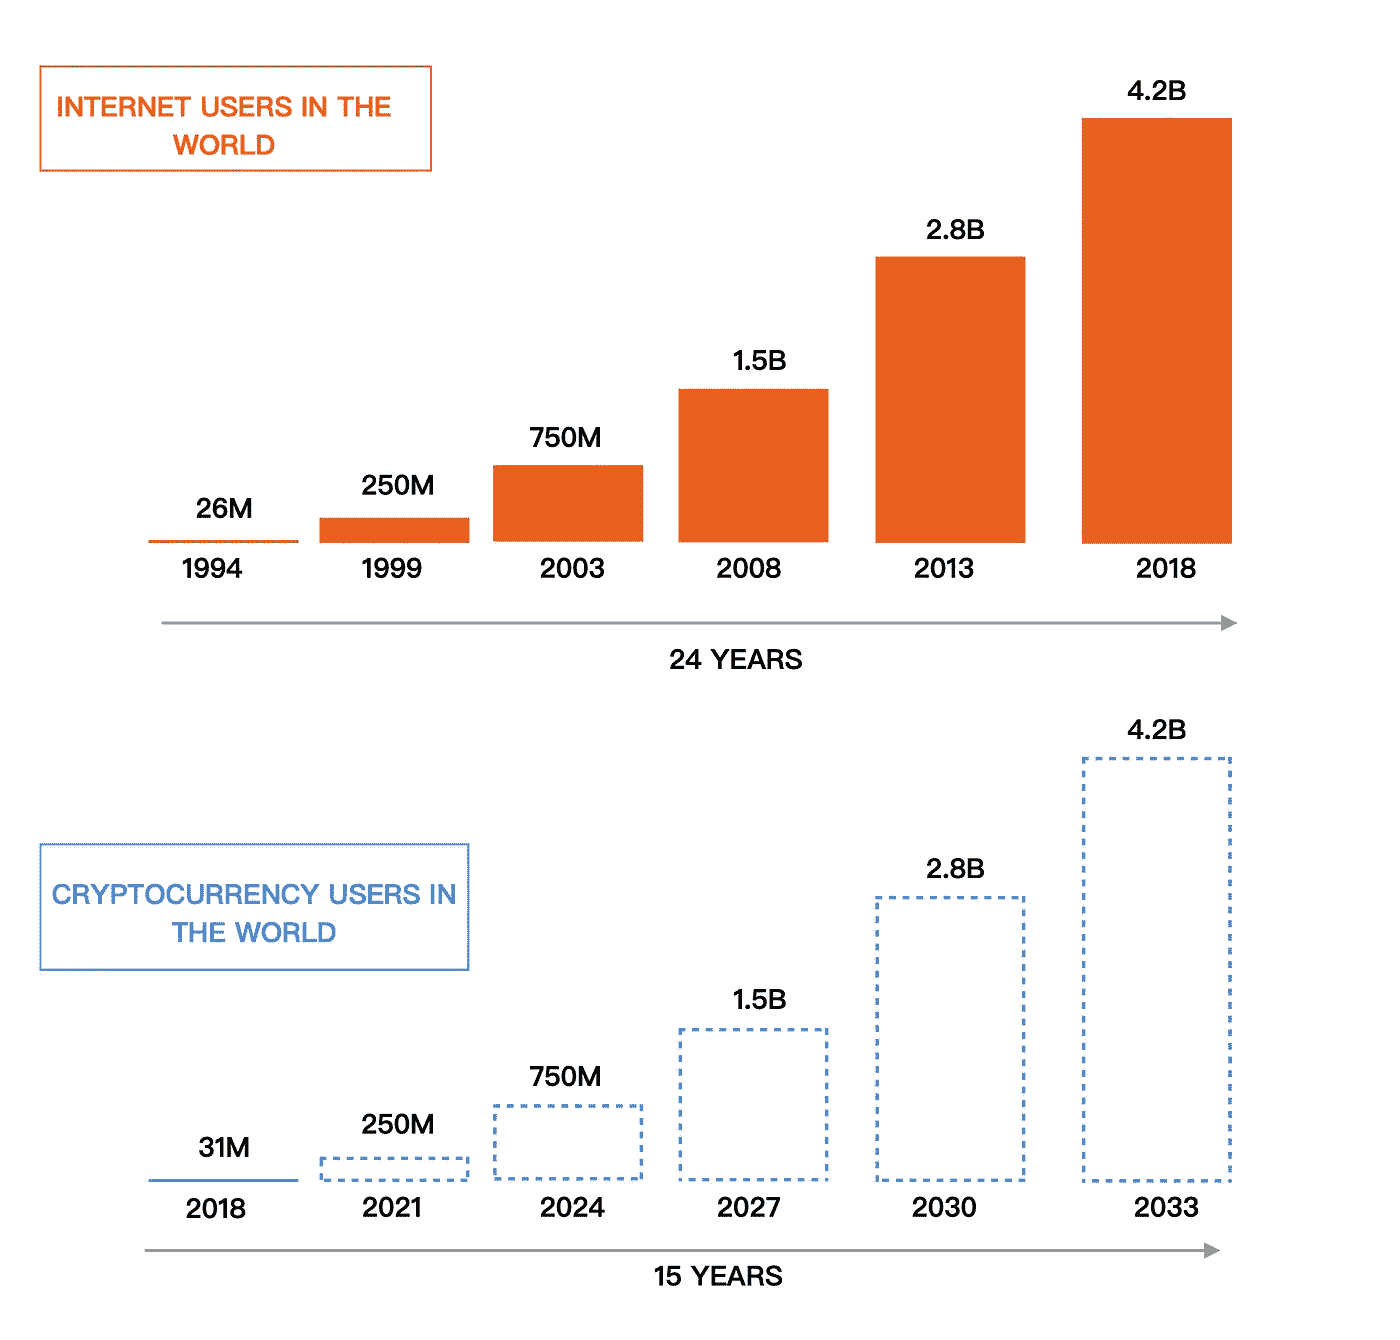 INTERNET USERS IN THE
WORLD
4.2B
2.8B
1.5B
750M
250M
26M
1994 1999 2003 2008 2013 2018
24 YEARS
CRYPTOCURRENCY USERS IN
THE WORLD
4.2B
2.8B
1.5B
750M
250M
31M
2018 2021 2024 2027 2030 2033
15 YEARS